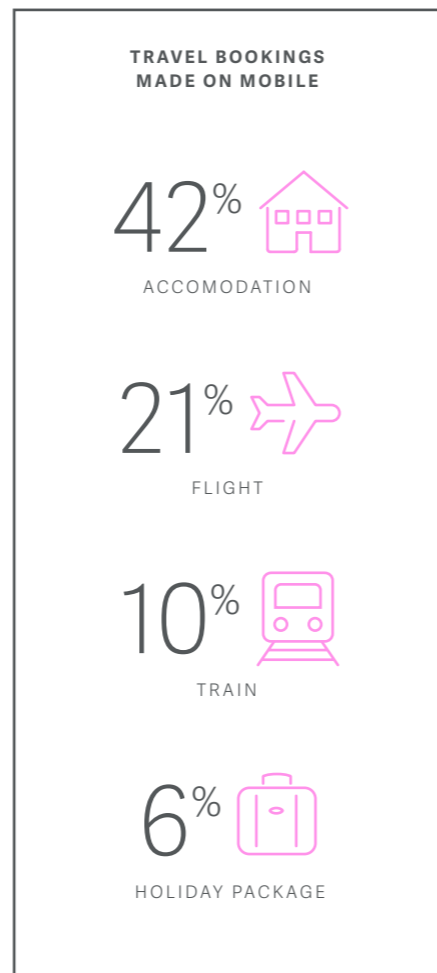 TRAVEL BOOKINGS
MADE ON MOBILE
42%
ACCOMODATION
21%
FLIGHT
10%
TRAIN
6%
HOLIDAY PACKAGE